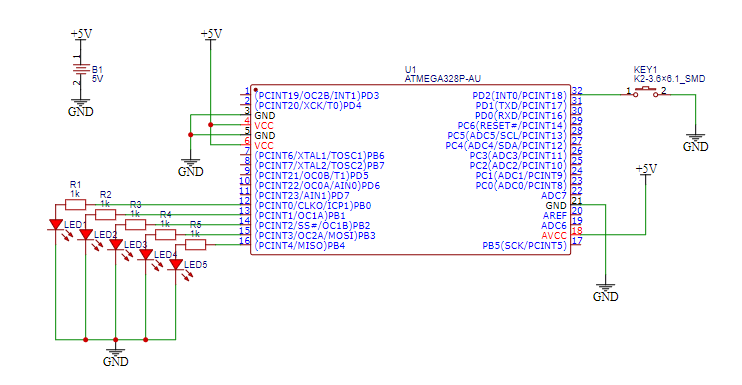 +5V
1
B1
5V
2
GND
+5V
U1
ATMEGA328P-AU
KEY1
K2-3.6×6.1_SMD
1 2
GND
1 (PCINT19/OC2B/INT1)PD3
2 (PCINT20/XCK/T0)PD4
3 GND
4 VCC
5 GND
6 VCC
7 (PCINT6/XTAL1/TOSC1)PB6
8 (PCINT7/XTAL2/TOSC2)PB7
9 (PCINT21/OC0B/T1)PD5
10 (PCINT22/OC0A/AIN0)PD6
11 (PCINT23/AIN1)PD7
12 (PCINT0/CLKO/ICP1)PB0
13 (PCINT1/OC1A)PB1
14 (PCINT2/SS#/OC1B)PB2
15 (PCINT3/OC2A/MOSI)PB3
16 (PCINT4/MISO)PB4
PD2(INT0/PCINT18) 32
PD1(TXD/PCINT17) 31
PD0(RXD/PCINT16) 30
PC6(RESET#/PCINT14) 29
PC5(ADC5/SCL/PCINT13) 28
PC4(ADC4/SDA/PCINT12) 27
PC3(ADC3/PCINT11) 26
PC2(ADC2/PCINT10) 25
PC1(ADC1/PCINT9) 24
PC0(ADC0/PCINT8) 23
ADC7 22
GND 21
AREF 20
ADC6 19
AVCC 18
PB5(SCK/PCINT5) 17
GND
+5V
GND
R1
1k
R2
1k
R3
1k
R4
1k
R5
1k
LED1
LED2
LED3
LED4
LED5
GND